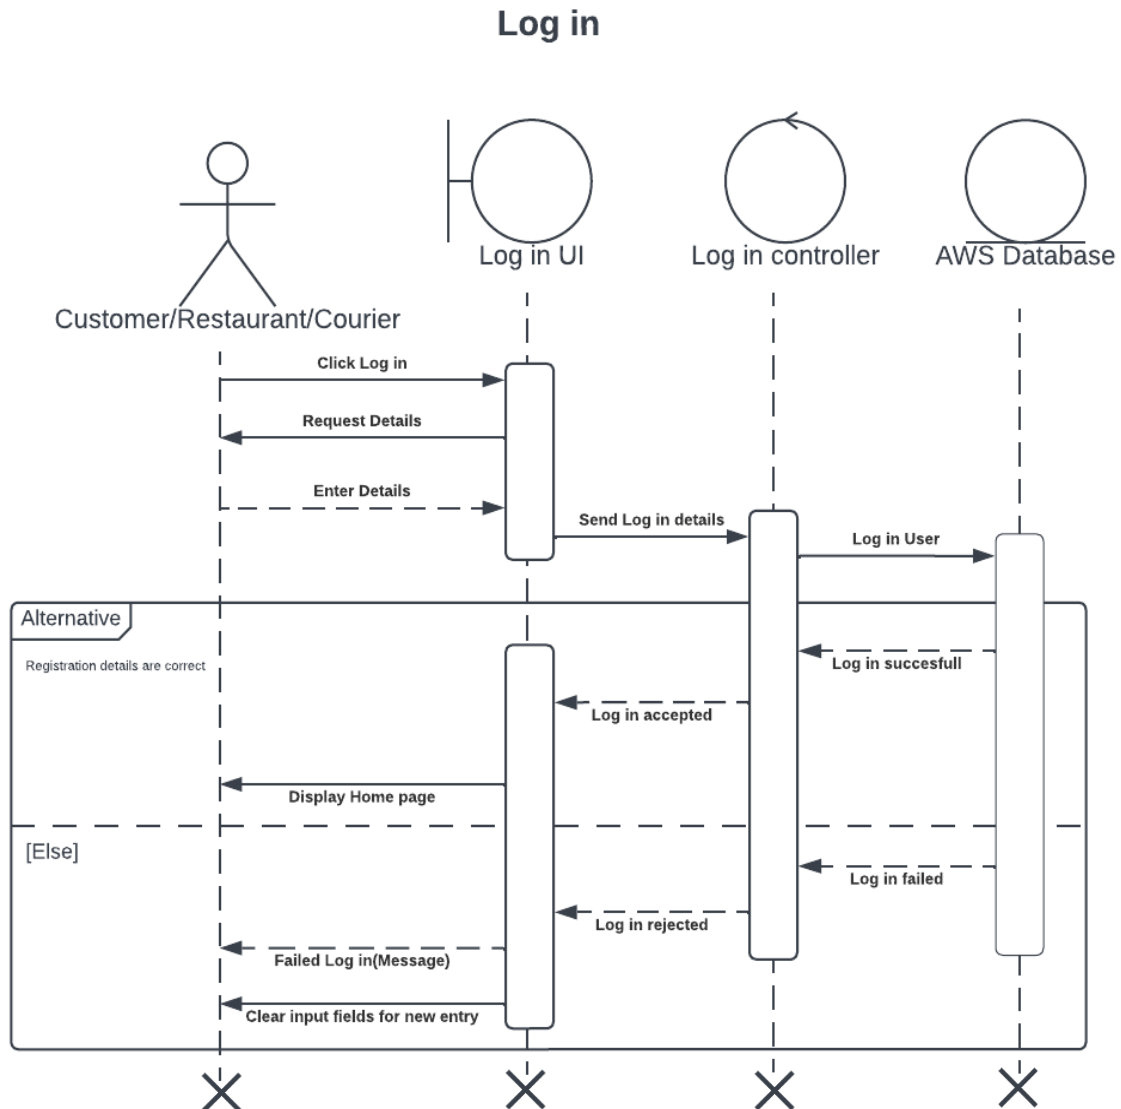 Log in
Log in UI
Log in controller
AWS Database
Customer/Restaurant/Courier
Click Log in
Request Details
Enter Details
Send Log in details
Log in User
Alternative
Registration details are correct
Log in succesfull
Log in accepted
Display Home page
[Else]
Log in failed
Log in rejected
Failed Log in(Message)
Clear input fields for new entry